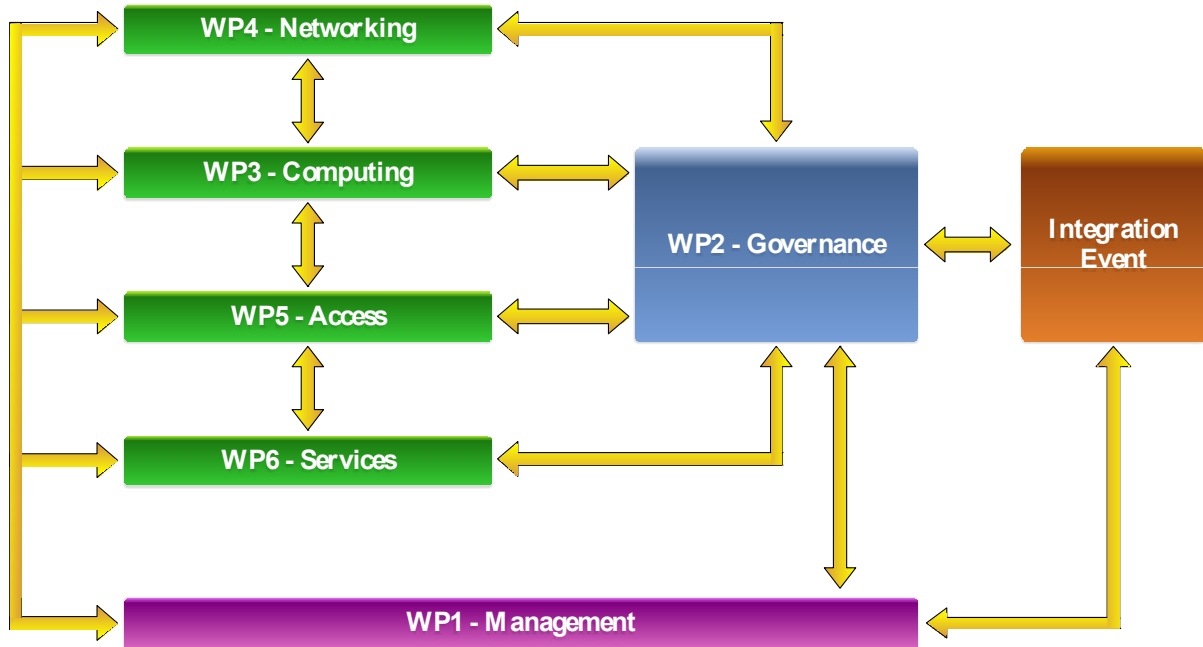 WP4 - Networking
WP3 - Computing
WP2 - Governance
Integration
Event
WP5 - Access
WP6 - Services
WP1 - Management